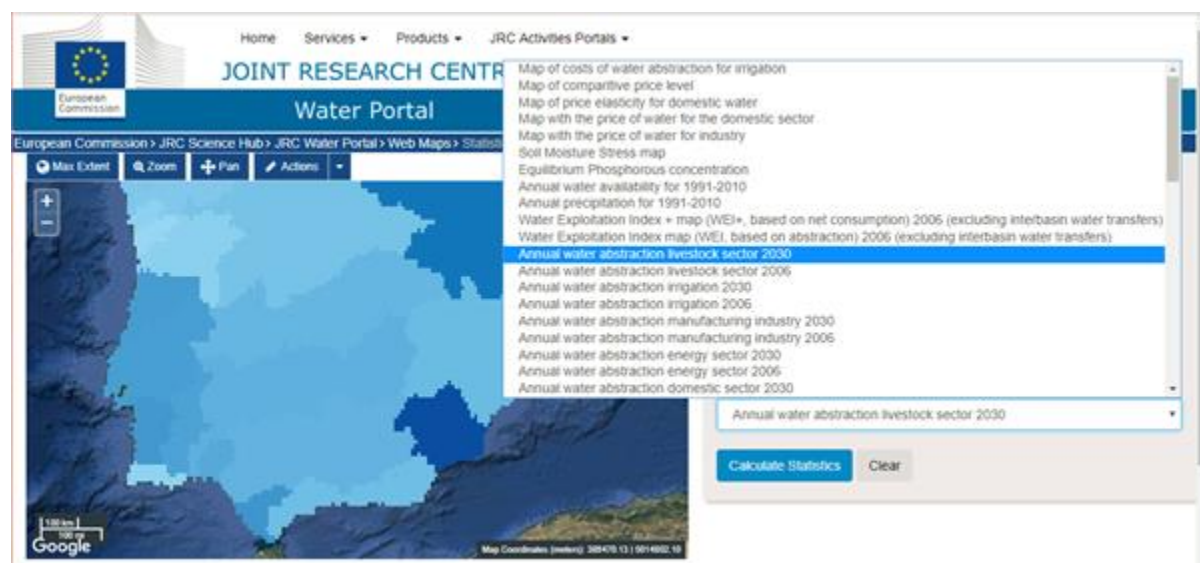 Home Services Products JRC Activities Portals
JOINT RESEARCH CENTR
European
Commission
Water Portal
European Commission > JRC Science Hub > JRC Water Portal > Web Maps > Statisti
Max Extent Zoom Pan Actions
+
−
Map of costs of water abstraction for irrigation
Map of comparitive price level
Map of price elasticity for domestic water
Map with the price of water for the domestic sector
Map with the price of water for industry
Soil Moisture Stress map
Equilibrium Phosphorous concentration
Annual water availability for 1991-2010
Annual precipitation for 1991-2010
Water Exploitation Index + map (WEI+, based on net consumption) 2006 (excluding interbasin water transfers)
Water Exploitation Index map (WEI, based on abstraction) 2006 (excluding interbasin water transfers)
Annual water abstraction livestock sector 2030
Annual water abstraction livestock sector 2006
Annual water abstraction irrigation 2030
Annual water abstraction irrigation 2006
Annual water abstraction manufacturing industry 2030
Annual water abstraction manufacturing industry 2006
Annual water abstraction energy sector 2030
Annual water abstraction energy sector 2006
Annual water abstraction domestic sector 2030
Annual water abstraction livestock sector 2030
Calculate Statistics Clear
100 km
100 mi
Google
Map Coordinates (meters):